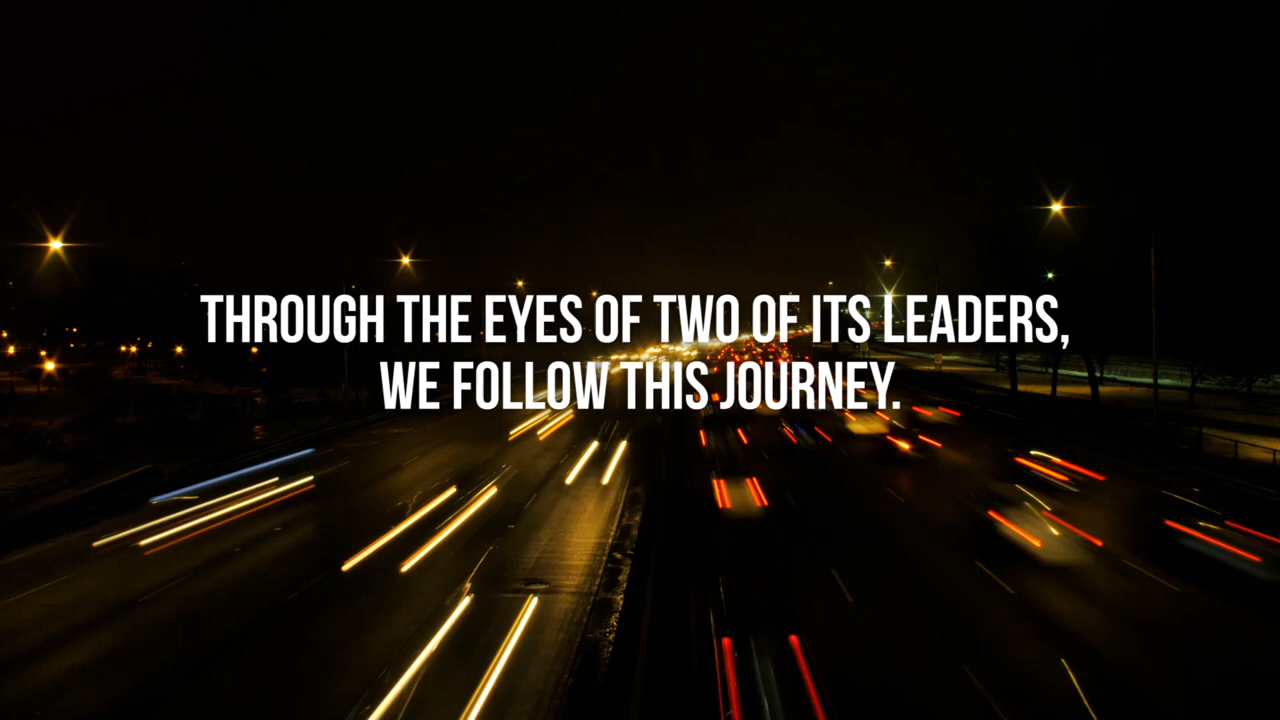 THROUGH THE EYES OF TWO OF ITS LEADERS,
WE FOLLOW THIS JOURNEY.